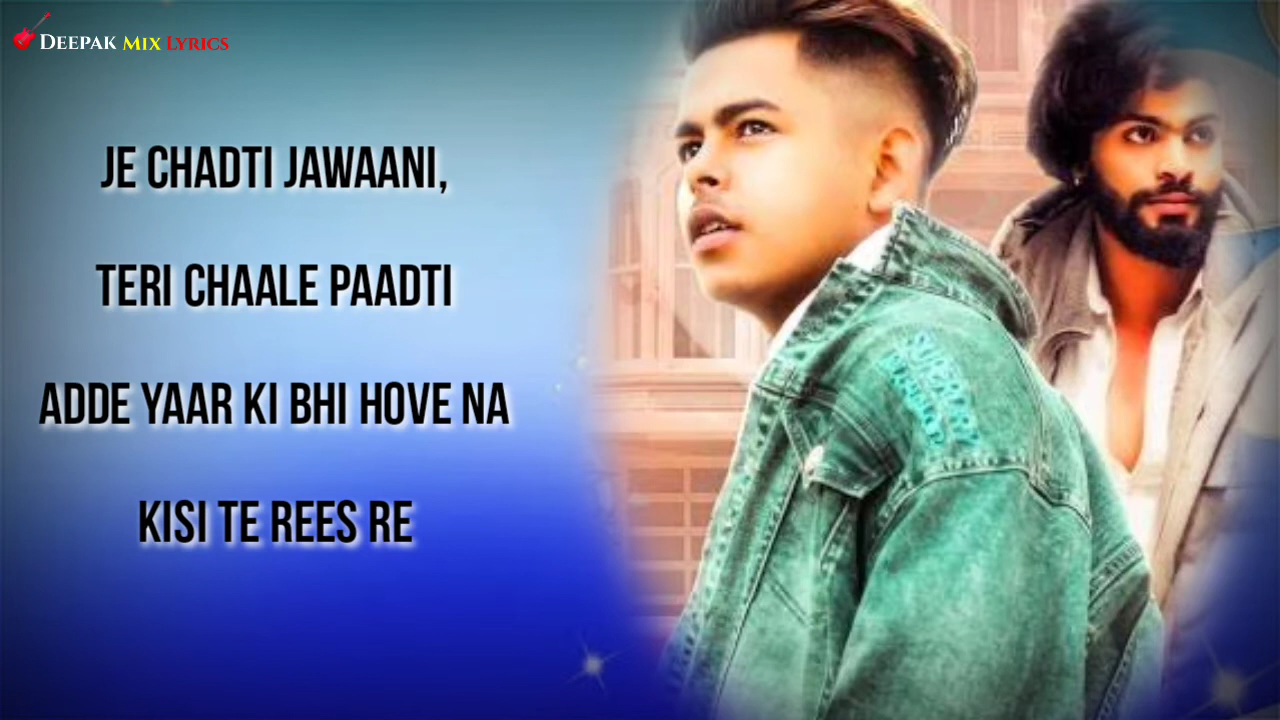 Deepak Mix Lyrics
JE CHADTI JAWAANI,
TERI CHAALE PAADTI
ADDE YAAR KI BHI HOVE NA
KISI TE REES RE